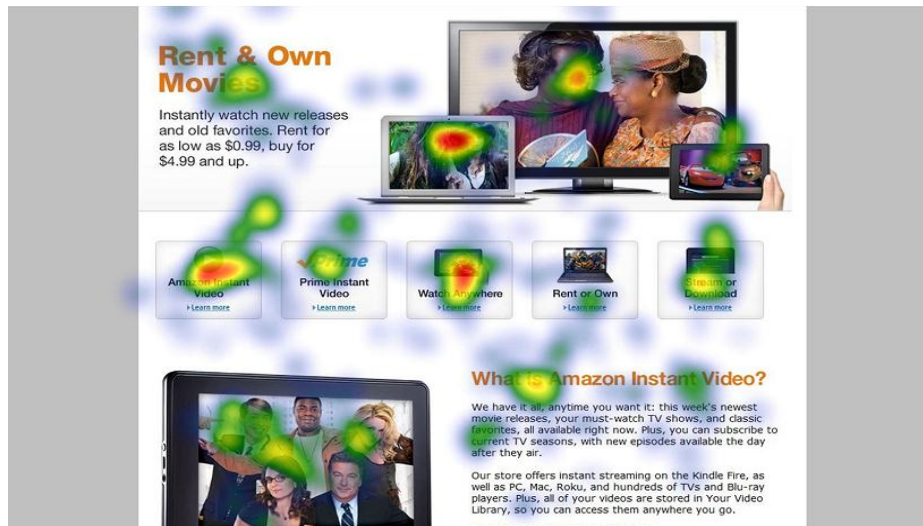 Rent & Own
Movies
Instantly watch new releases
and old favorites. Rent for
as low as $0.99, buy for
$4.99 and up.
Prime
Amazon Instant
Video
Learn more
Prime Instant
Video
Learn more
Watch Anywhere
Learn more
Rent or Own
Learn more
Stream or
Download
Learn more
What is Amazon Instant Video?
We have it all, anytime you want it: this week's newest
movie releases, your must-watch TV shows, and classic
favorites, all available right now. Plus, you can subscribe to
current TV seasons, with new episodes available the day
after they air.
Our store offers instant streaming on the Kindle Fire, as
well as PC, Mac, Roku, and hundreds of TVs and Blu-ray
players. Plus, all of your videos are stored in Your Video
Library, so you can access them anywhere you go.